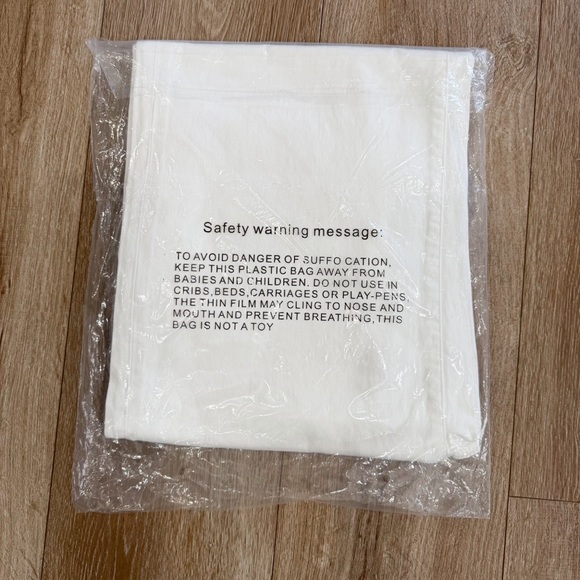 Safety warning message:
TO AVOID DANGER OF SUFFO CATION,
KEEP THIS PLASTIC BAG AWAY FROM
BABIES AND CHILDREN. DO NOT USE IN
CRIBS,BEDS,CARRIAGES OR PLAY-PENS.
THE THIN FILM MAY CLING TO NOSE AND
MOUTH AND PREVENT BREATHING,THIS
BAG IS NOT A TOY